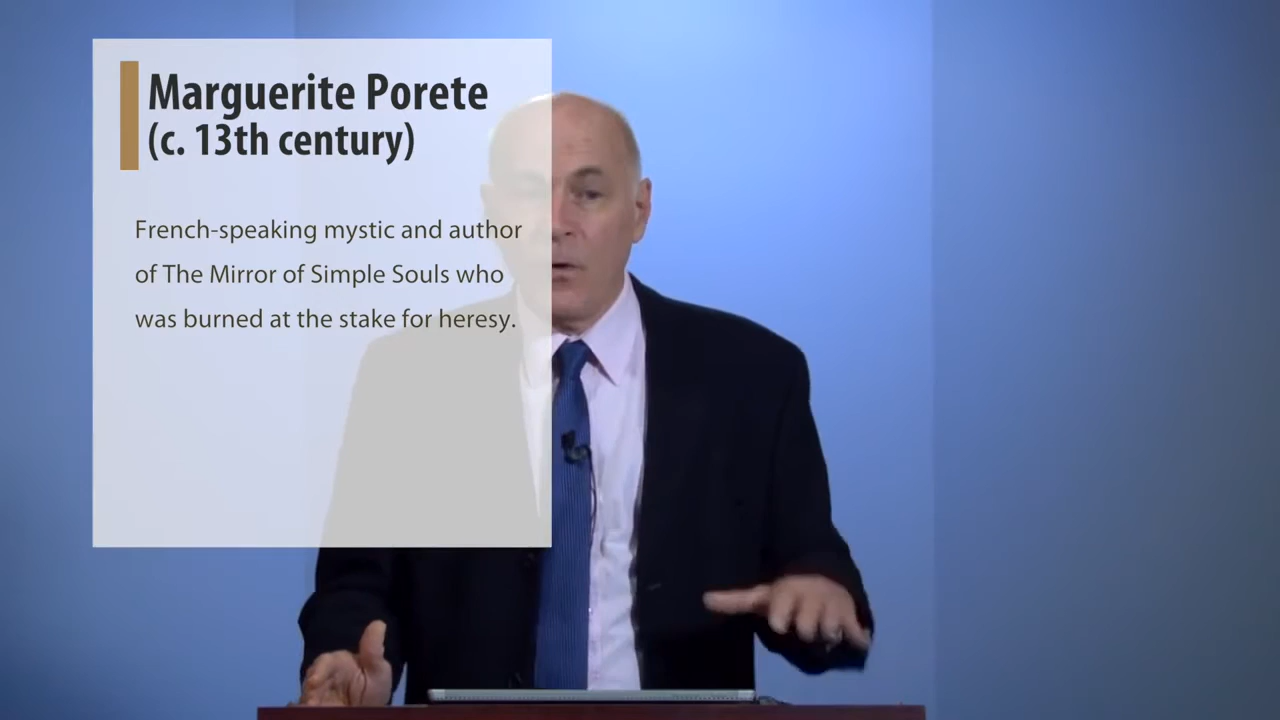 Marguerite Porete
(c. 13th century)
French-speaking mystic and author
of The Mirror of Simple Souls who
was burned at the stake for heresy.